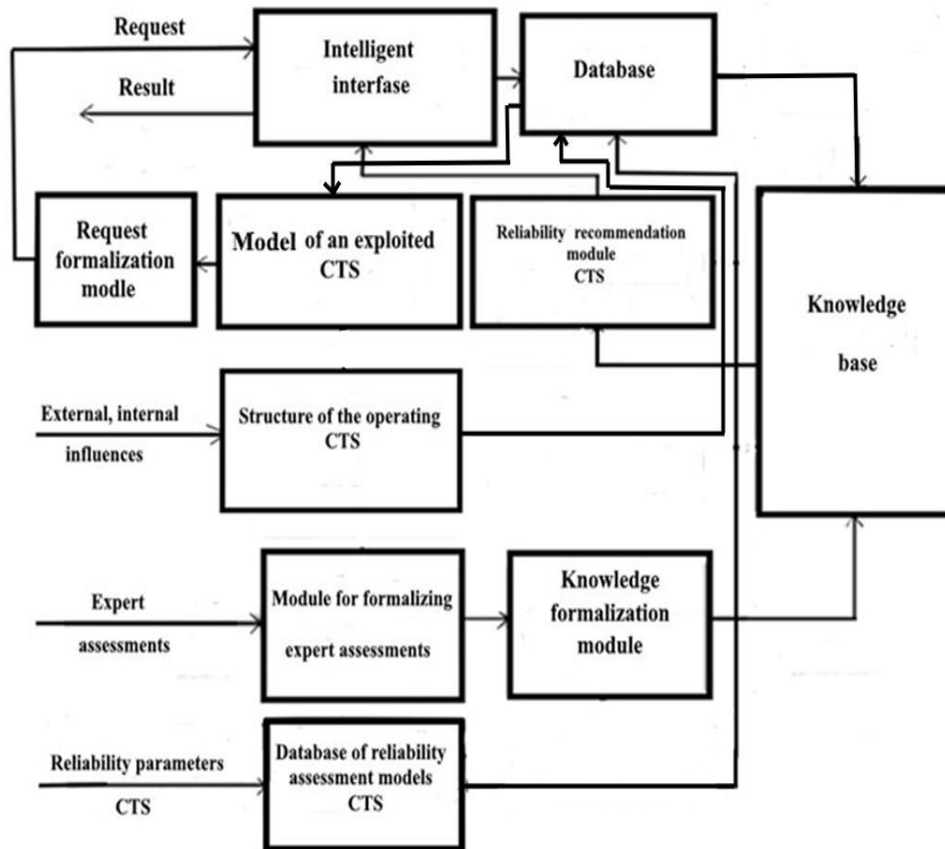 Request
Result
Intelligent
interfase
Database
Request
formalization
modle
Model of an exploited
CTS
Reliability recommendation
module
CTS
Knowledge
base
External, internal
influences
Structure of the operating
CTS
Expert
assessments
Module for formalizing
expert assessments
Knowledge
formalization
module
Reliability parameters
CTS
Database of reliability
assessment models
CTS